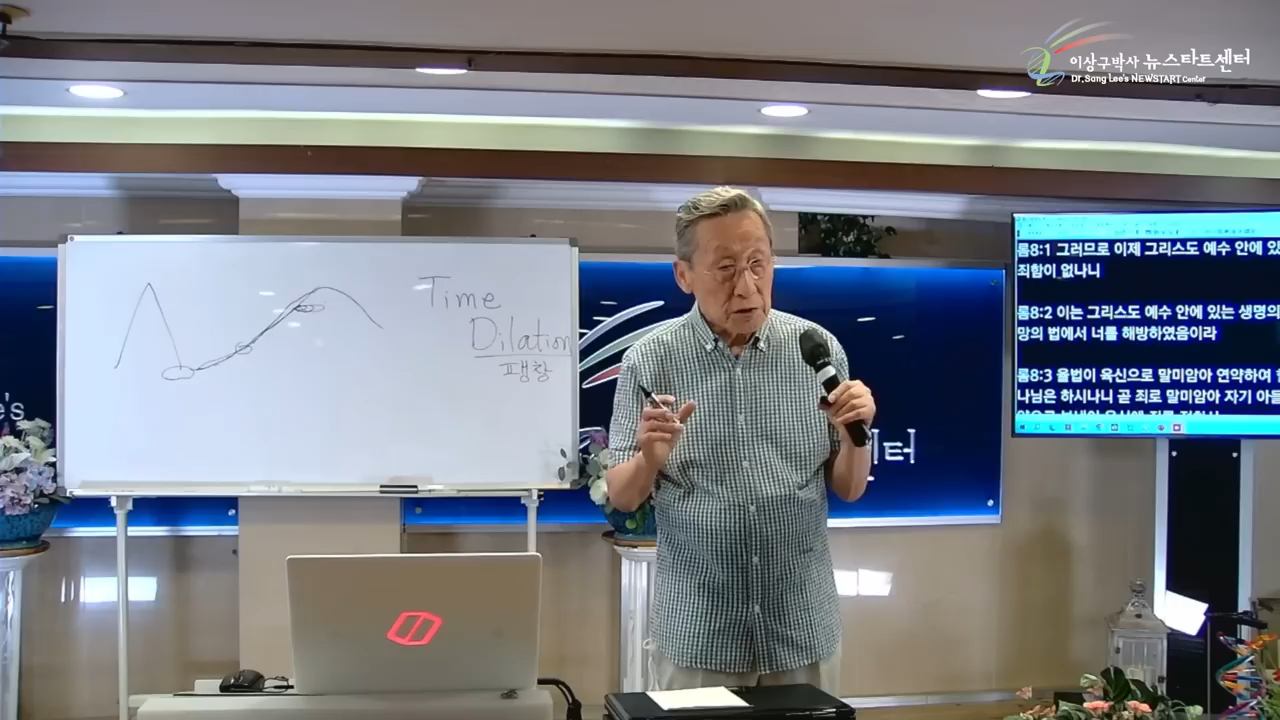 이상구박사 뉴스타트센터
Dr.Sang Lee's NEWSTART Center
Time
Dilation
팽창
롬8:1 그러므로 이제 그리스도 예수 안에 있
죄함이 없나니
롬8:2 이는 그리스도 예수 안에 있는 생명의
망의 법에서 너를 해방하였음이라
롬8:3 율법이 육신으로 말미암아 연약하여
나님은 하시나니 곧 죄로 말미암아 자기 아들
e's
터